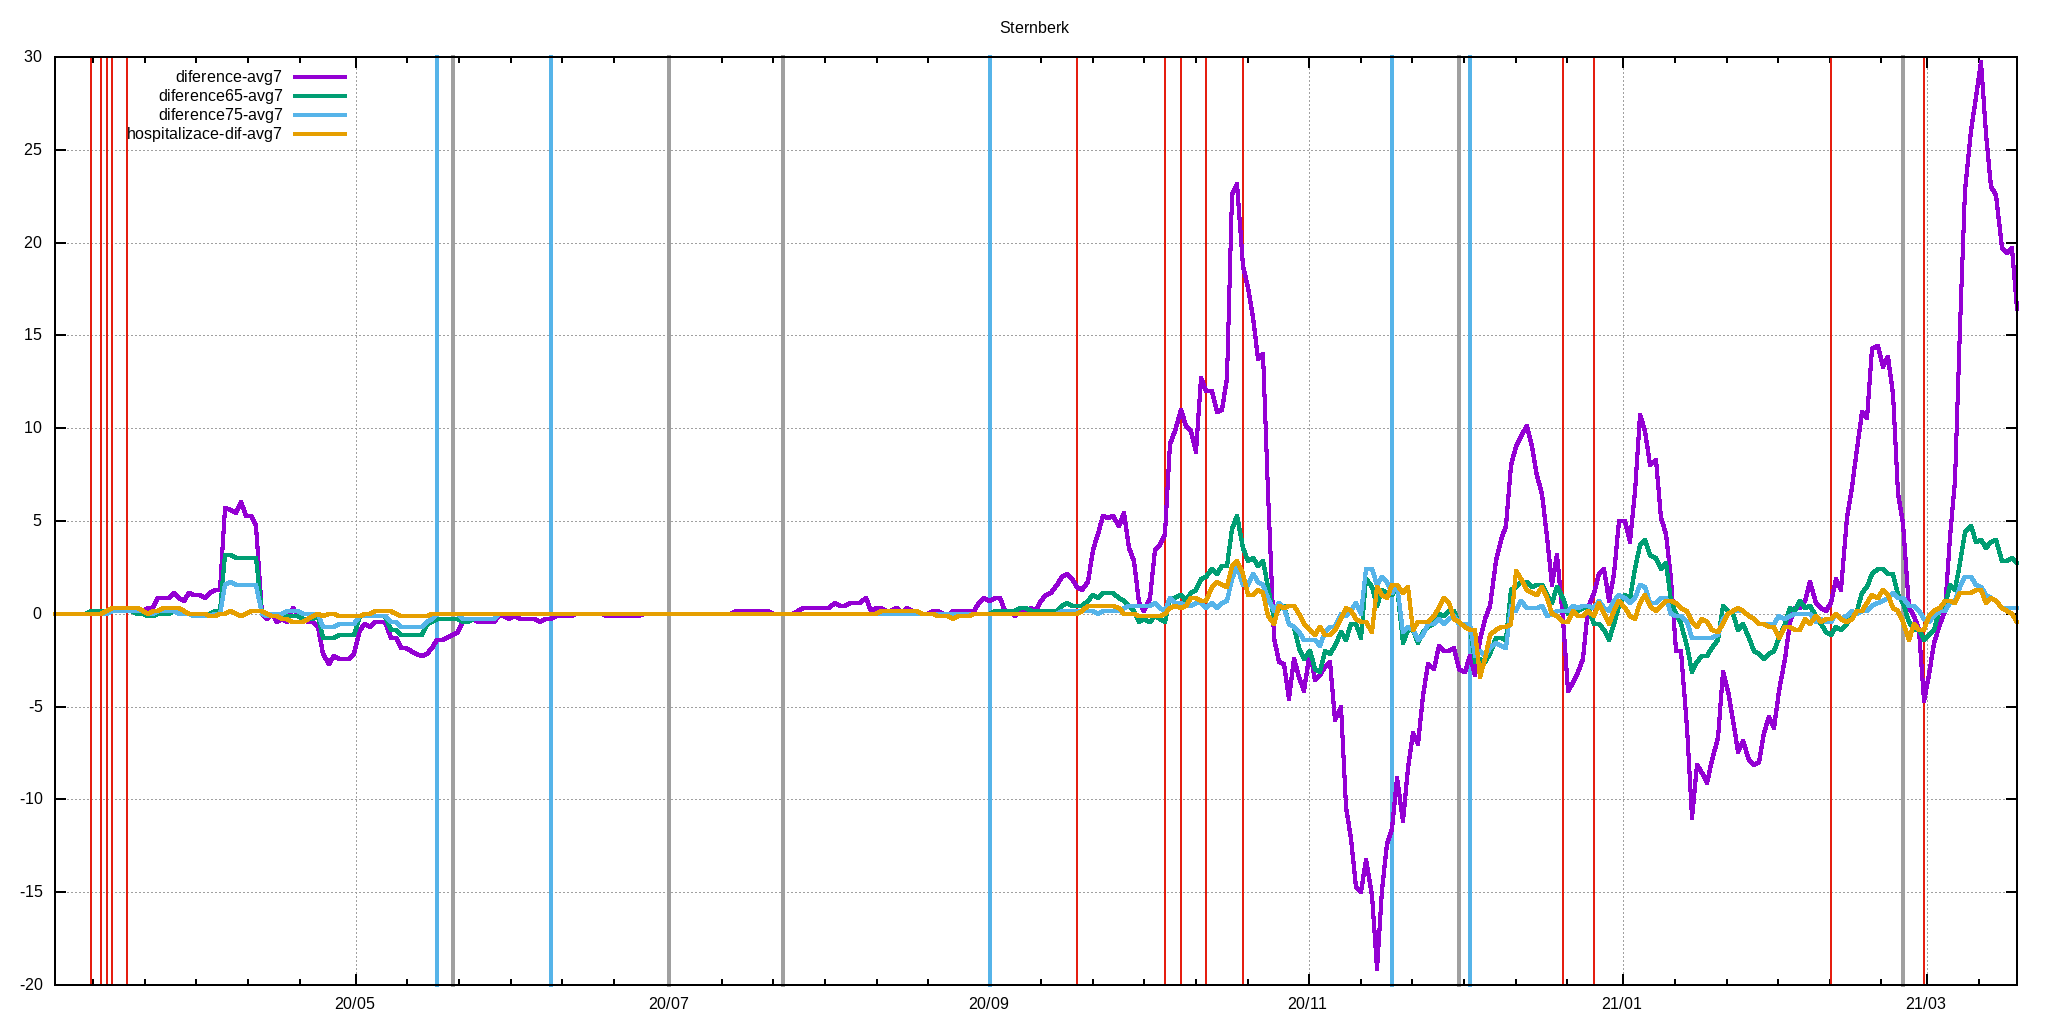 Sternberk
diference-avg7
diference65-avg7
diference75-avg7
hospitalizace-dif-avg7
30
25
20
15
10
5
0
-5
-10
-15
-20
20/05 20/07 20/09 20/11 21/01 21/03